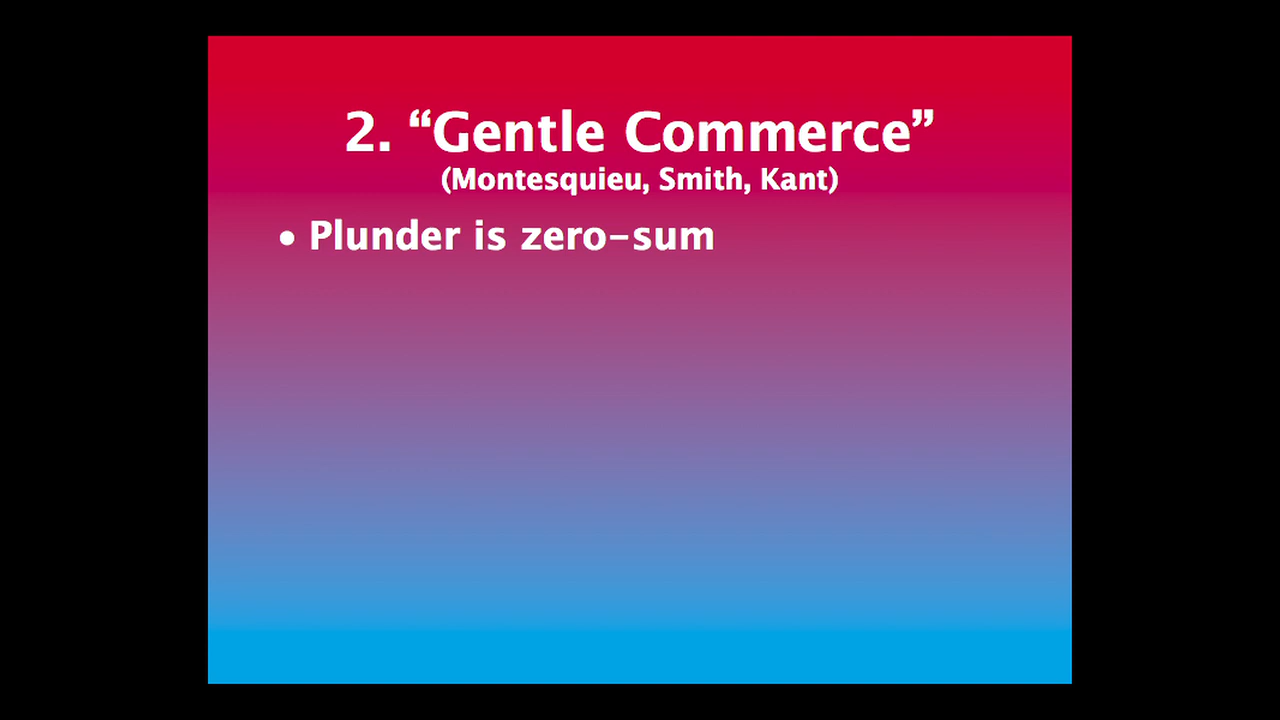 2. “Gentle Commerce”
(Montesquieu, Smith, Kant)
• Plunder is zero–sum